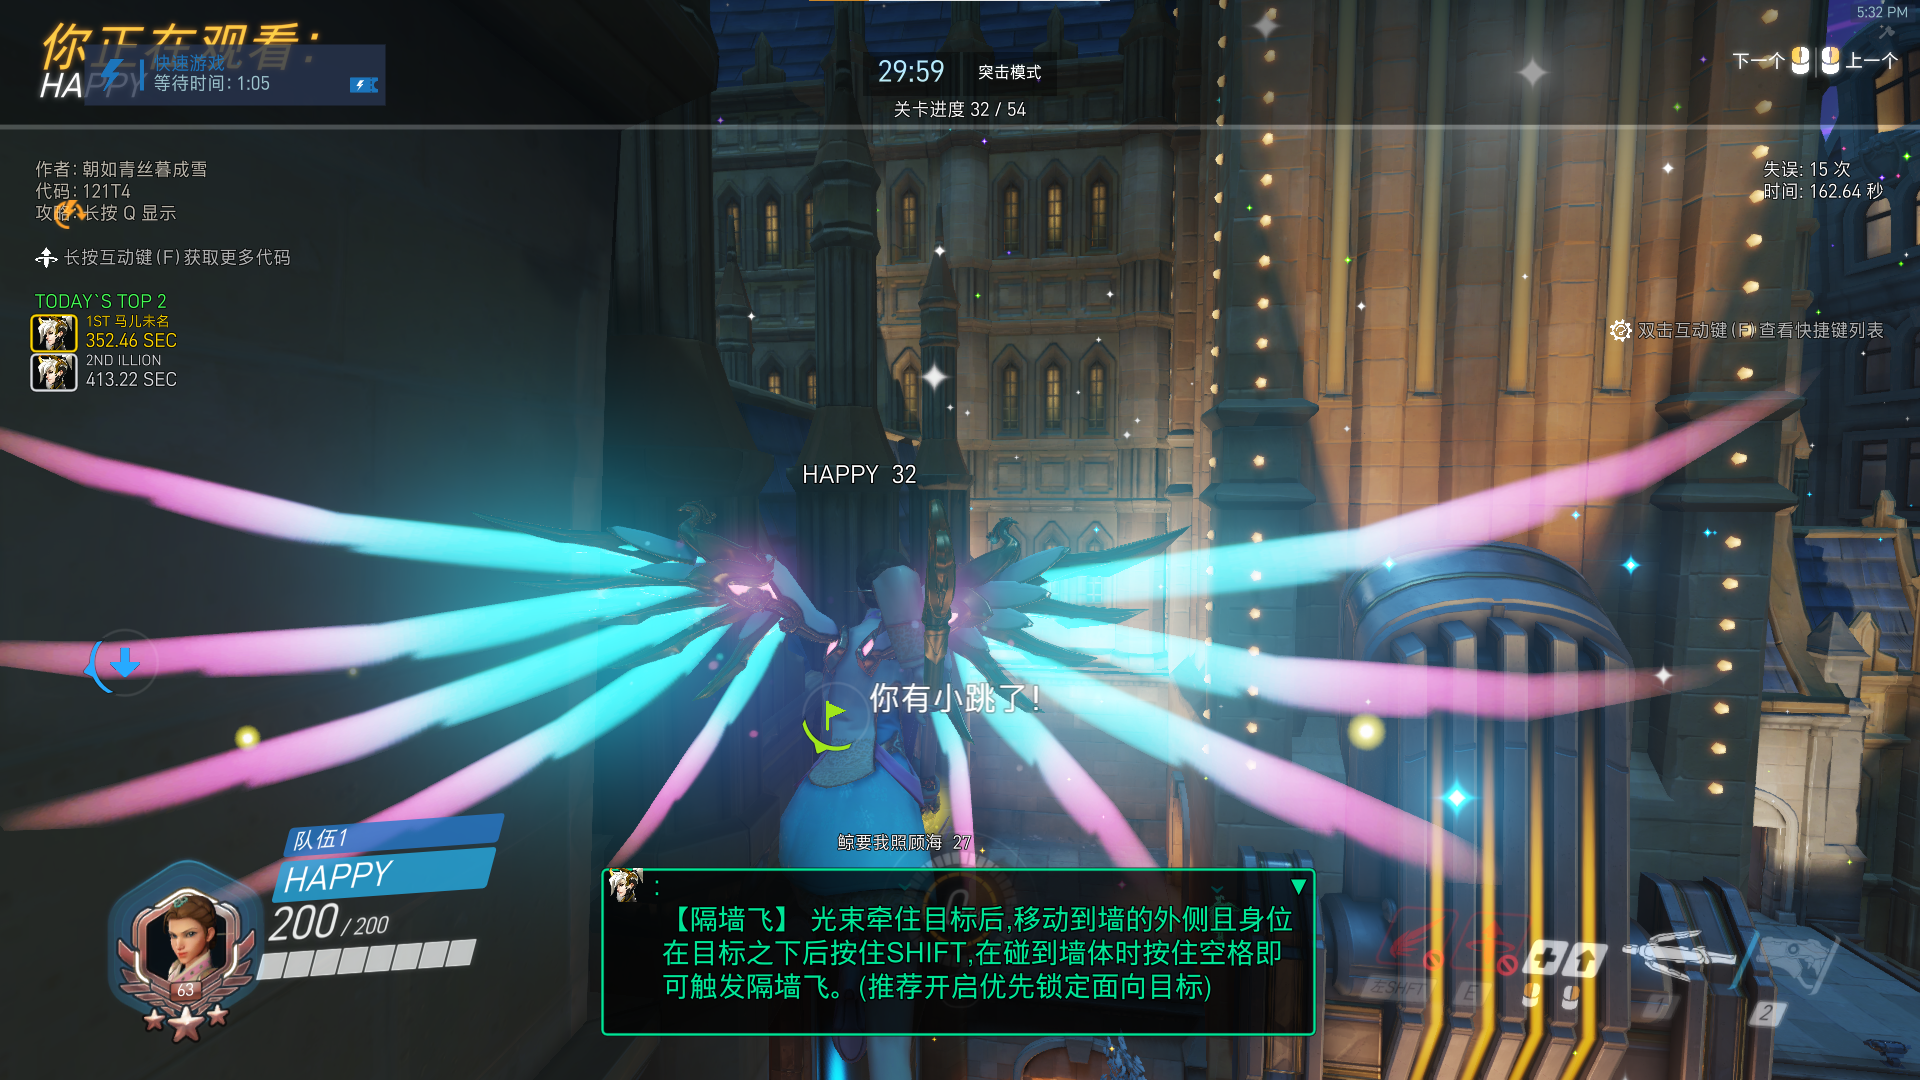 你正在观看:
HAPPY
快速游戏
等待时间: 1:05
29:59 突击模式
关卡进度 32 / 54
5:32 PM
下一个 上一个
作者: 朝如青丝暮成雪
代码: 121T4
攻略: 长按 Q 显示
长按互动键 (F) 获取更多代码
TODAY`S TOP 2
1ST 马儿未名
352.46 SEC
2ND ILLION
413.22 SEC
失误: 15 次
时间: 162.64 秒
双击互动键 (F) 查看快捷键列表
HAPPY 32
你有小跳了!
鲸要我照顾海 27
:
【隔墙飞】 光束牵住目标后,移动到墙的外侧且身位
在目标之下后按住SHIFT,在碰到墙体时按住空格即
可触发隔墙飞。(推荐开启优先锁定面向目标)
队伍1
HAPPY
200 / 200
63
左SHIFT
E
1
2